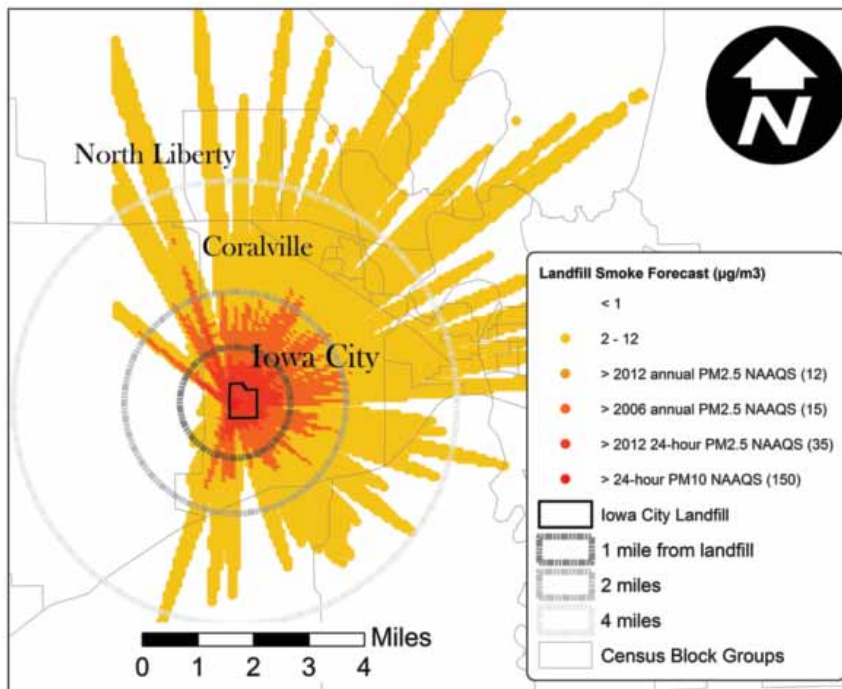 N
North Liberty
Coralville
Iowa City
Landfill Smoke Forecast (µg/m3)
< 1
2 - 12
> 2012 annual PM2.5 NAAQS (12)
> 2006 annual PM2.5 NAAQS (15)
> 2012 24-hour PM2.5 NAAQS (35)
> 24-hour PM10 NAAQS (150)
Iowa City Landfill
1 mile from landfill
2 miles
4 miles
Census Block Groups
Miles
0 1 2 3 4